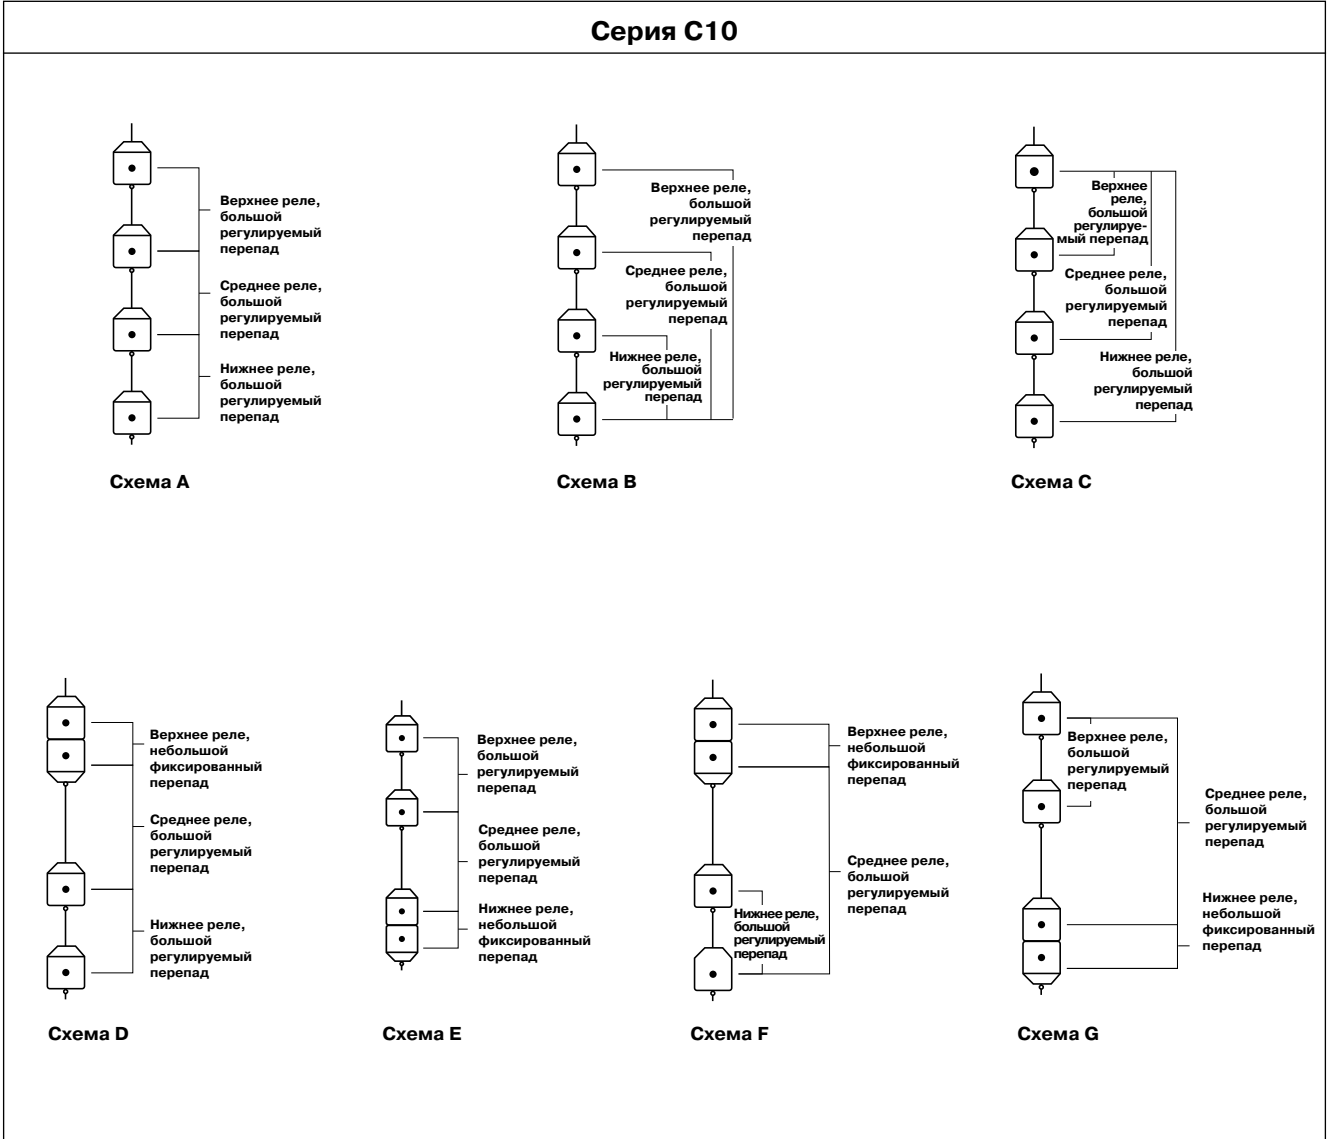 Серия С10
Верхнее реле,
большой
регулируемый
перепад
Среднее реле,
большой
регулируемый
перепад
Нижнее реле,
большой
регулируемый
перепад
Схема A
Верхнее реле,
большой
регулируемый
перепад
Среднее реле,
большой
регулируемый
перепад
Нижнее реле,
большой
регулируемый
перепад
Схема B
Верхнее
реле,
большой
регулируе-
мый перепад
Среднее реле,
большой
регулируемый
перепад
Нижнее реле,
большой
регулируемый
перепад
Схема C
Верхнее реле,
небольшой
фиксированный
перепад
Среднее реле,
большой
регулируемый
перепад
Нижнее реле,
большой
регулируемый
перепад
Схема D
Верхнее реле,
большой
регулируемый
перепад
Среднее реле,
большой
регулируемый
перепад
Нижнее реле,
небольшой
фиксированный
перепад
Схема E
Верхнее реле,
небольшой
фиксированный
перепад
Среднее реле,
большой
регулируемый
перепад
Нижнее реле,
большой
регулируемый
перепад
Схема F
Верхнее реле,
большой
регулируемый
перепад
Среднее реле,
большой
регулируемый
перепад
Нижнее реле,
небольшой
фиксированный
перепад
Схема G